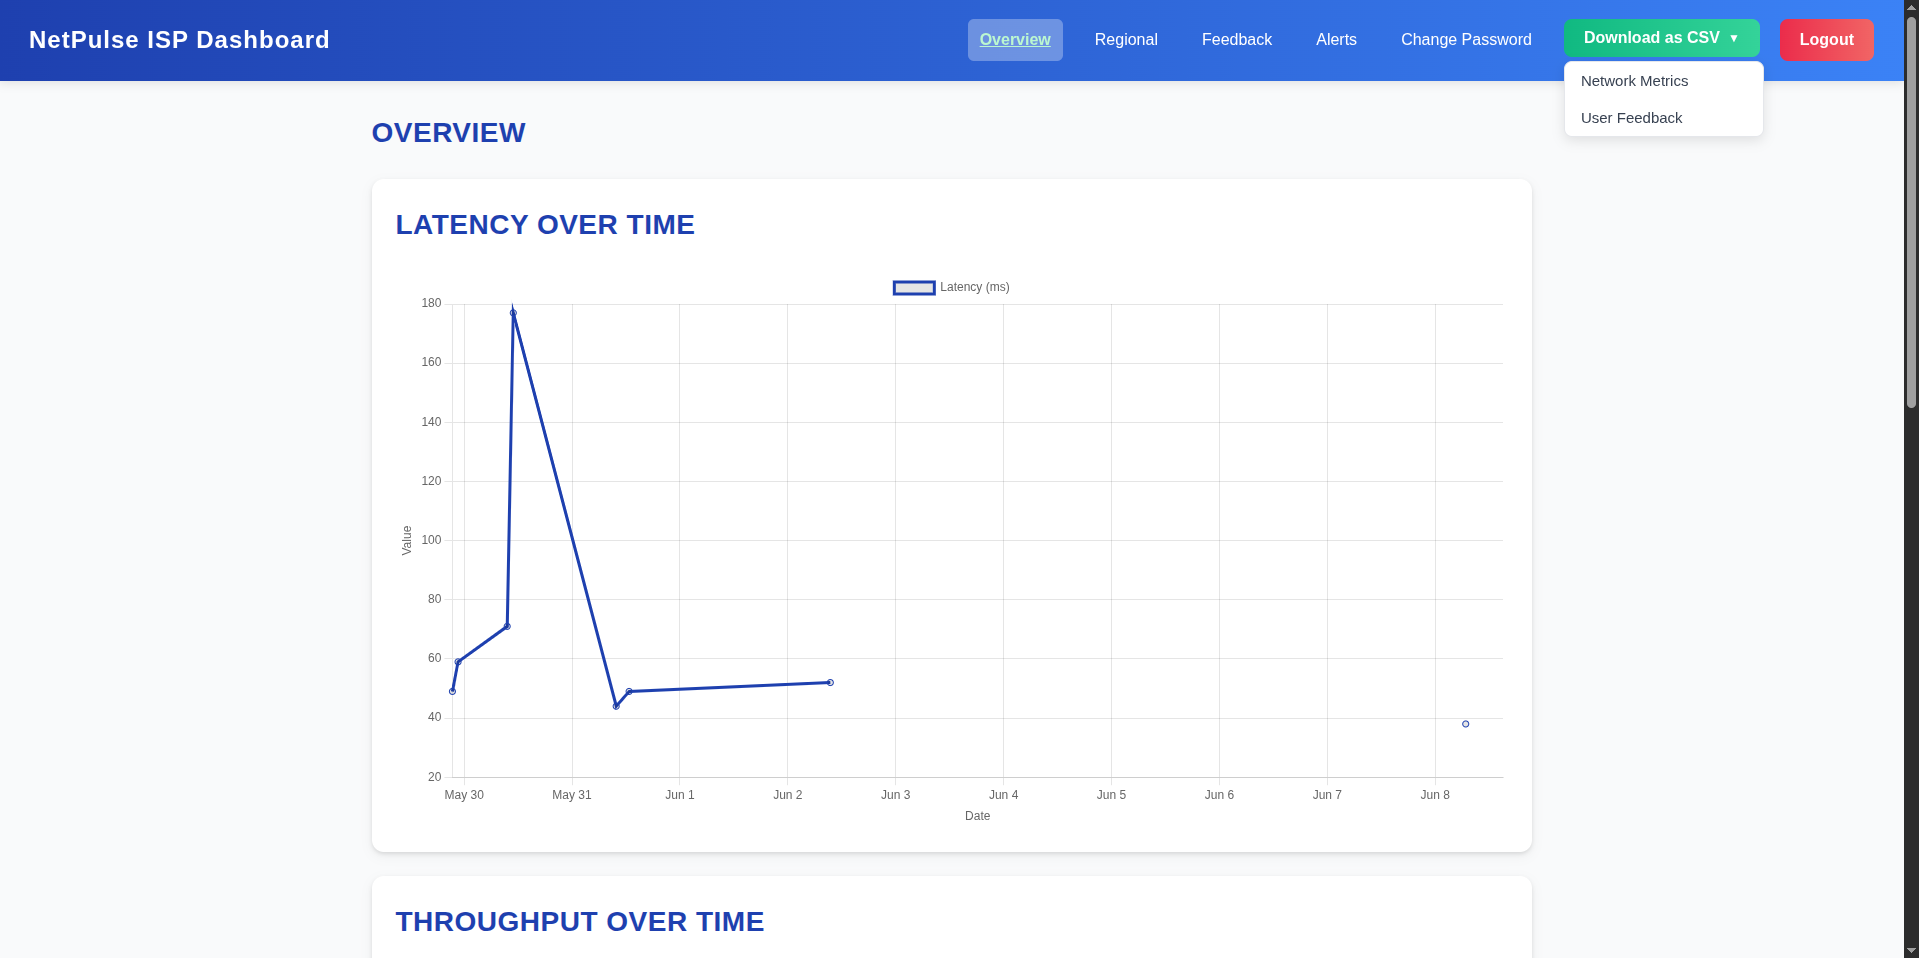 NetPulse ISP Dashboard
Overview
Regional
Feedback
Alerts
Change Password
Download as CSV ▼
Logout
Network Metrics
User Feedback
OVERVIEW
LATENCY OVER TIME
Latency (ms)
180
160
140
120
100
80
60
40
20
Value
May 30
May 31
Jun 1
Jun 2
Jun 3
Jun 4
Jun 5
Jun 6
Jun 7
Jun 8
Date
THROUGHPUT OVER TIME